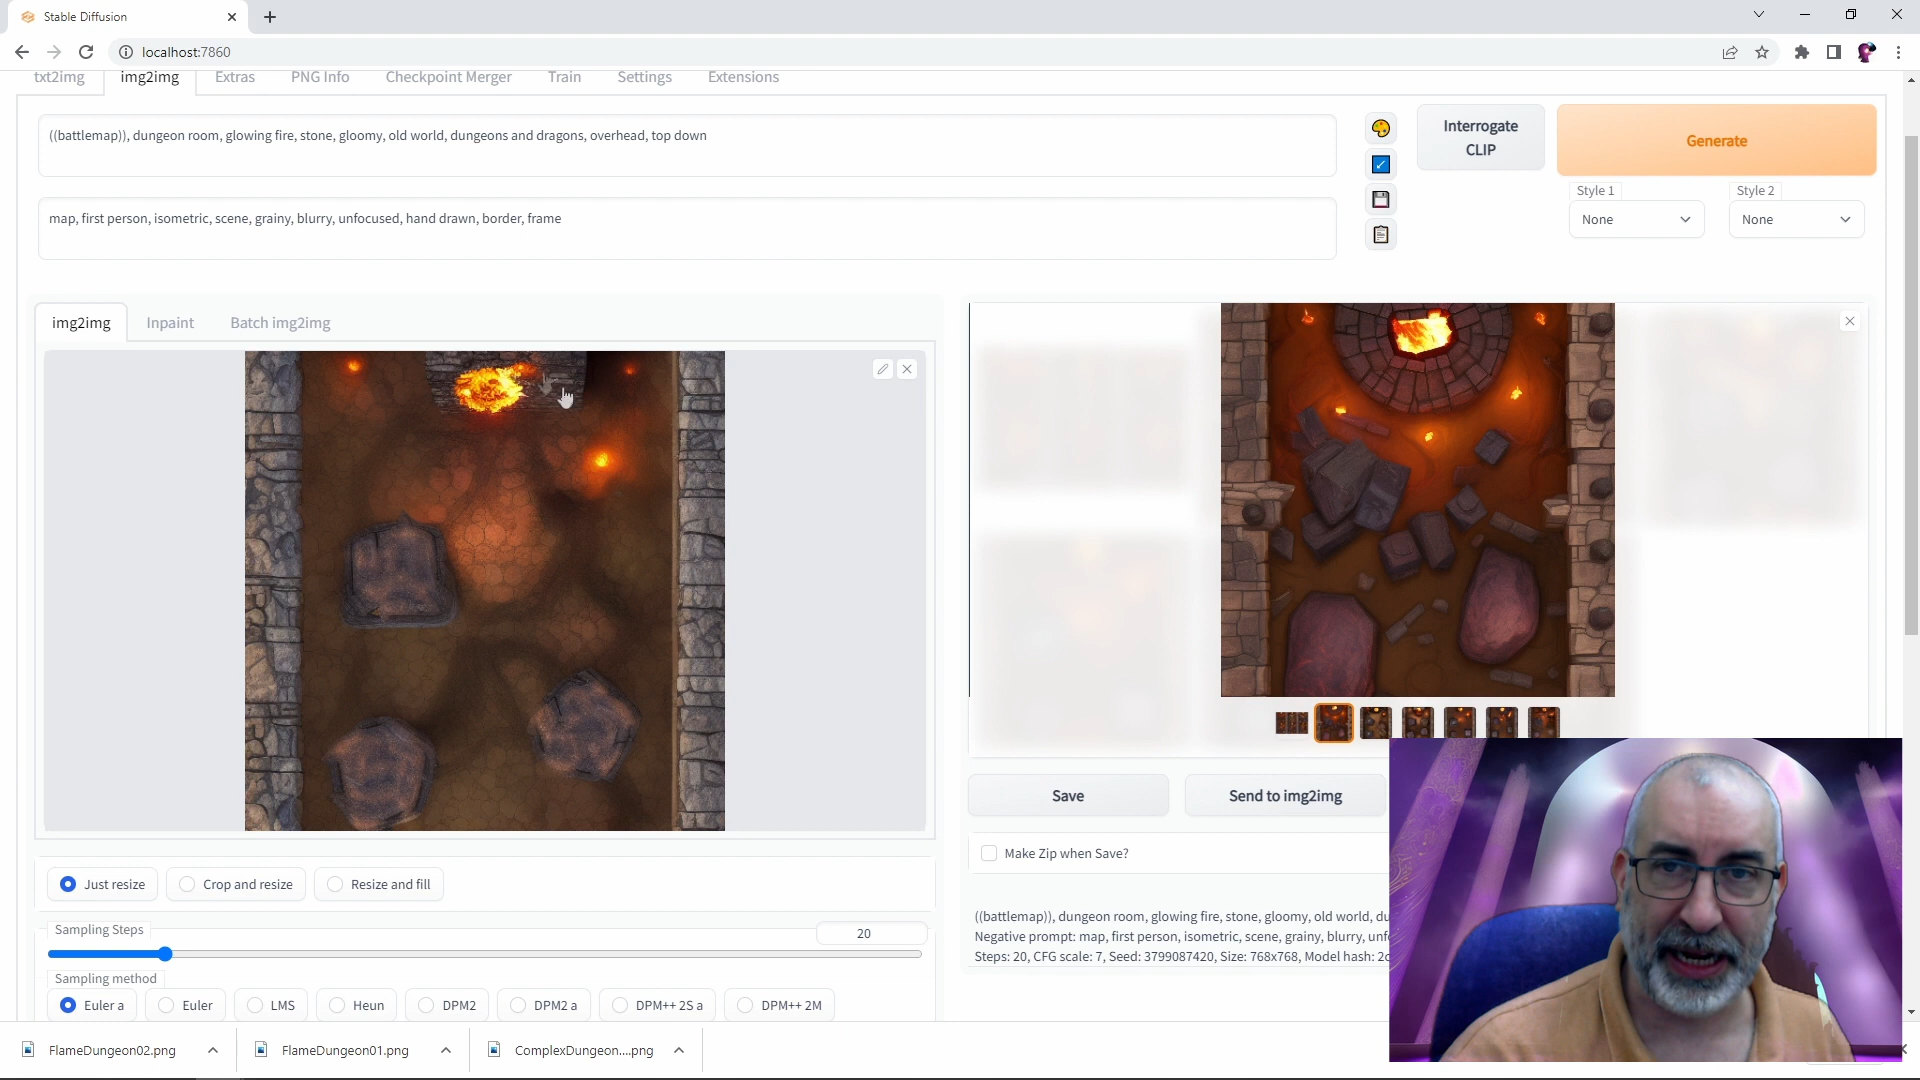 Stable Diffusion
localhost:7860
txt2img img2img Extras PNG Info Checkpoint Merger Train Settings Extensions
((battlemap)), dungeon room, glowing fire, stone, gloomy, old world, dungeons and dragons, overhead, top down
Interrogate
CLIP
Generate
Style 1 Style 2
None None
map, first person, isometric, scene, grainy, blurry, unfocused, hand drawn, border, frame
img2img Inpaint Batch img2img
Save Send to img2img
Make Zip when Save?
Just resize Crop and resize Resize and fill
Sampling Steps 20
Sampling method
Euler a Euler LMS Heun DPM2 DPM2 a DPM++ 2S a DPM++ 2M
((battlemap)), dungeon room, glowing fire, stone, gloomy, old world, du
Negative prompt: map, first person, isometric, scene, grainy, blurry, unf
Steps: 20, CFG scale: 7, Seed: 3799087420, Size: 768x768, Model hash: 2
FlameDungeon02.png FlameDungeon01.png ComplexDungeon....png